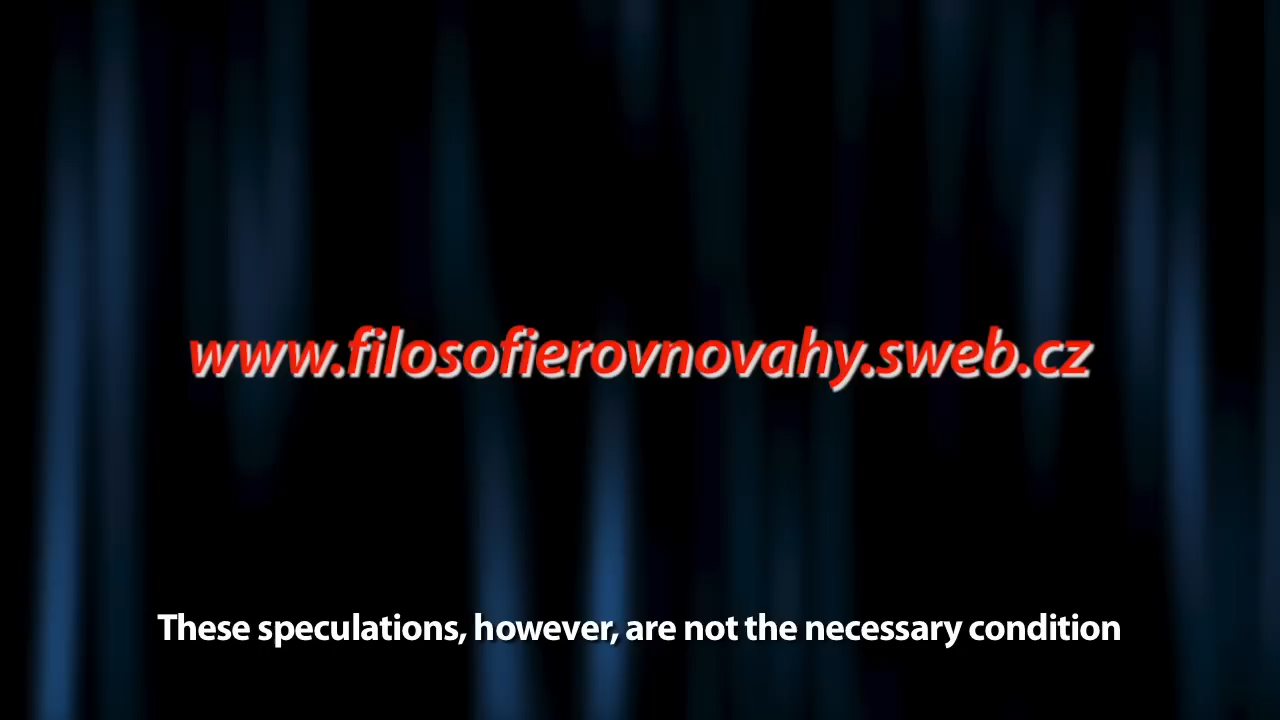 www.filosofierovnovahy.sweb.cz
These speculations, however, are not the necessary condition